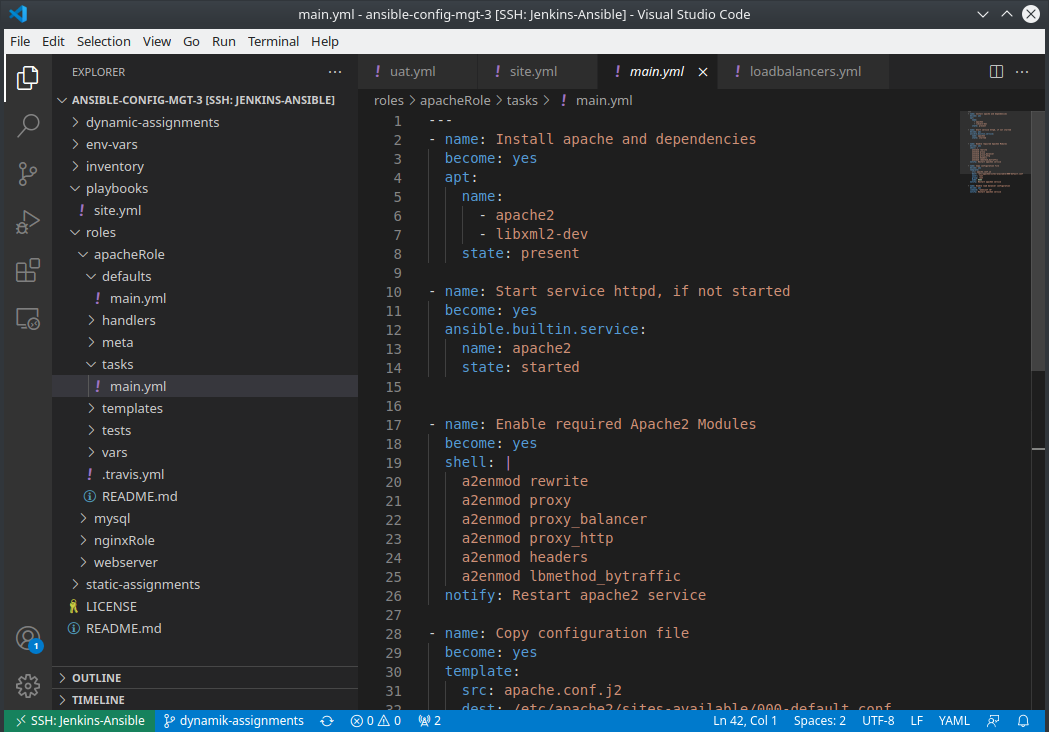 main.yml - ansible-config-mgt-3 [SSH: Jenkins-Ansible] - Visual Studio Code
File Edit Selection View Go Run Terminal Help
EXPLORER
ANSIBLE-CONFIG-MGT-3 [SSH: JENKINS-ANSIBLE]
dynamic-assignments
env-vars
inventory
playbooks
! site.yml
roles
apacheRole
defaults
! main.yml
handlers
meta
tasks
! main.yml
templates
tests
vars
! .travis.yml
README.md
mysql
nginxRole
webserver
static-assignments
LICENSE
README.md
OUTLINE
TIMELINE
1
! uat.yml ! site.yml ! main.yml ! loadbalancers.yml
roles > apacheRole > tasks > ! main.yml
1 ---
2 - name: Install apache and dependencies
3 become: yes
4 apt:
5 name:
6 - apache2
7 - libxml2-dev
8 state: present
9
10 - name: Start service httpd, if not started
11 become: yes
12 ansible.builtin.service:
13 name: apache2
14 state: started
15
16
17 - name: Enable required Apache2 Modules
18 become: yes
19 shell: |
20 a2enmod rewrite
21 a2enmod proxy
22 a2enmod proxy_balancer
23 a2enmod proxy_http
24 a2enmod headers
25 a2enmod lbmethod_bytraffic
26 notify: Restart apache2 service
27
28 - name: Copy configuration file
29 become: yes
30 template:
31 src: apache.conf.j2
32 dest: /etc/apache2/sites-available/000-default.conf
SSH: Jenkins-Ansible dynamik-assignments 0 0 2 Ln 42, Col 1 Spaces: 2 UTF-8 LF YAML